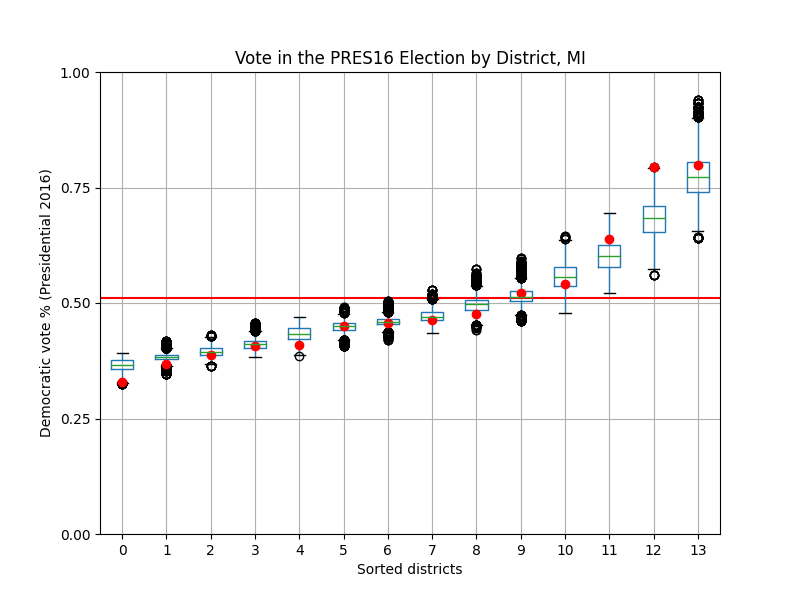 Vote in the PRES16 Election by District, MI
1.00
0.75
0.50
0.25
0.00
Democratic vote % (Presidential 2016)
0 1 2 3 4 5 6 7 8 9 10 11 12 13
Sorted districts